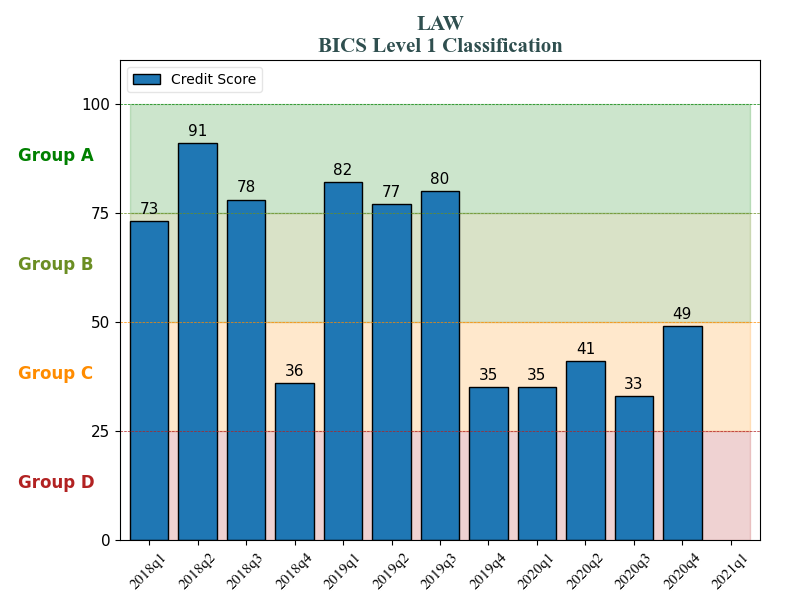 LAW
BICS Level 1 Classification
Credit Score
100
Group A
91
82
80
78
77
75
73
Group B
50
49
Group C
41
36
35
35
33
25
Group D
0
2018q1
2018q2
2018q3
2018q4
2019q1
2019q2
2019q3
2019q4
2020q1
2020q2
2020q3
2020q4
2021q1